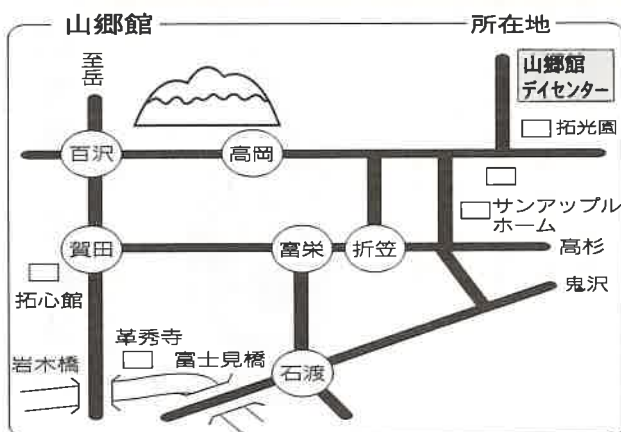 山郷館
所在地
至岳
山郷館
デイセンター
拓光園
百沢
高岡
サンアップル
ホーム
賀田
富栄
折笠
高杉
鬼沢
拓心館
革秀寺
富士見橋
岩木橋
石渡